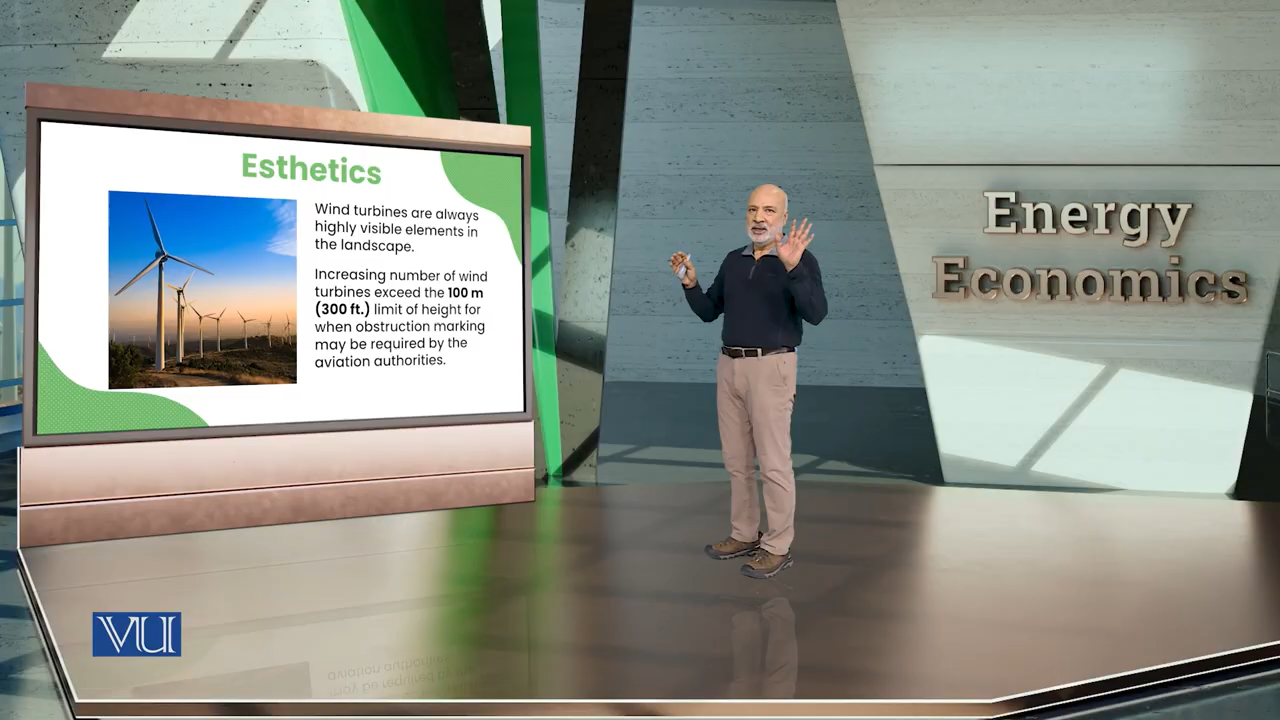 Esthetics
Wind turbines are always
highly visible elements in
the landscape.
Increasing number of wind
turbines exceed the 100 m
(300 ft.) limit of height for
when obstruction marking
may be required by the
aviation authorities.
Energy
Economics
VU